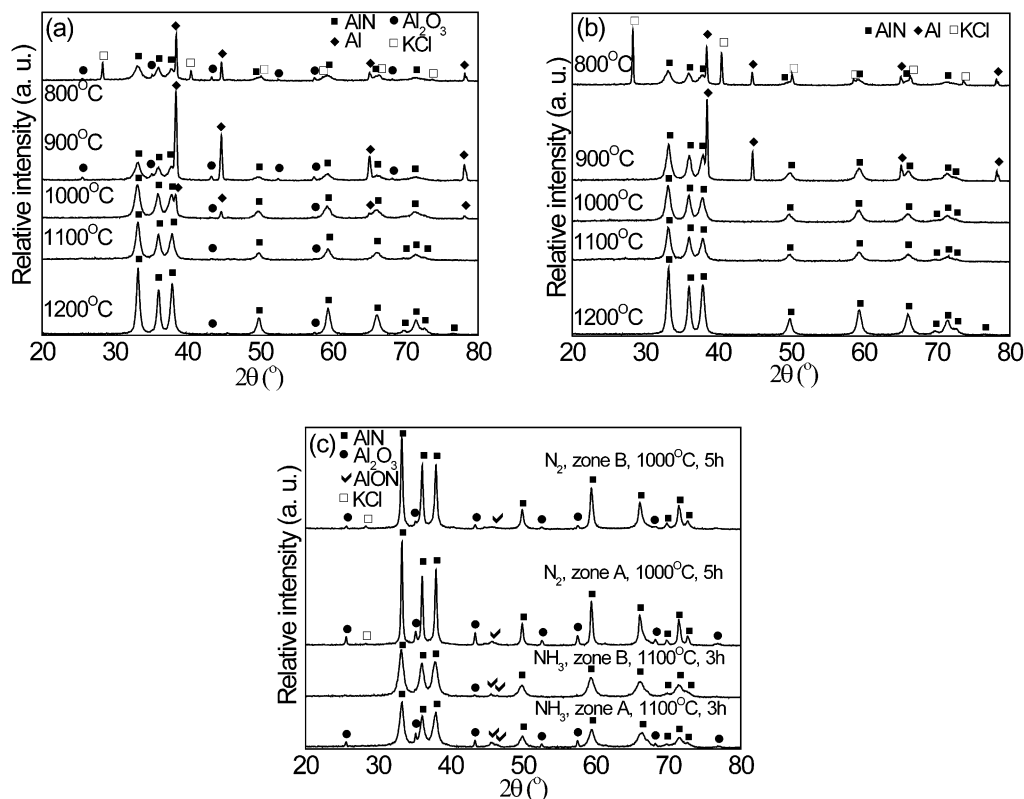 (a)
AlN
Al2O3
Al
KCl
800°C
900°C
1000°C
1100°C
1200°C
Relative intensity (a. u.)
20 30 40 50 60 70 80
2θ (°)
(b)
AlN Al KCl
800°C
900°C
1000°C
1100°C
1200°C
Relative intensity (a. u.)
20 30 40 50 60 70 80
2θ (°)
(c)
AlN
Al2O3
AlON
KCl
N2, zone B, 1000°C, 5h
N2, zone A, 1000°C, 5h
NH3, zone B, 1100°C, 3h
NH3, zone A, 1100°C, 3h
Relative intensity (a. u.)
20 30 40 50 60 70 80
2θ (°)